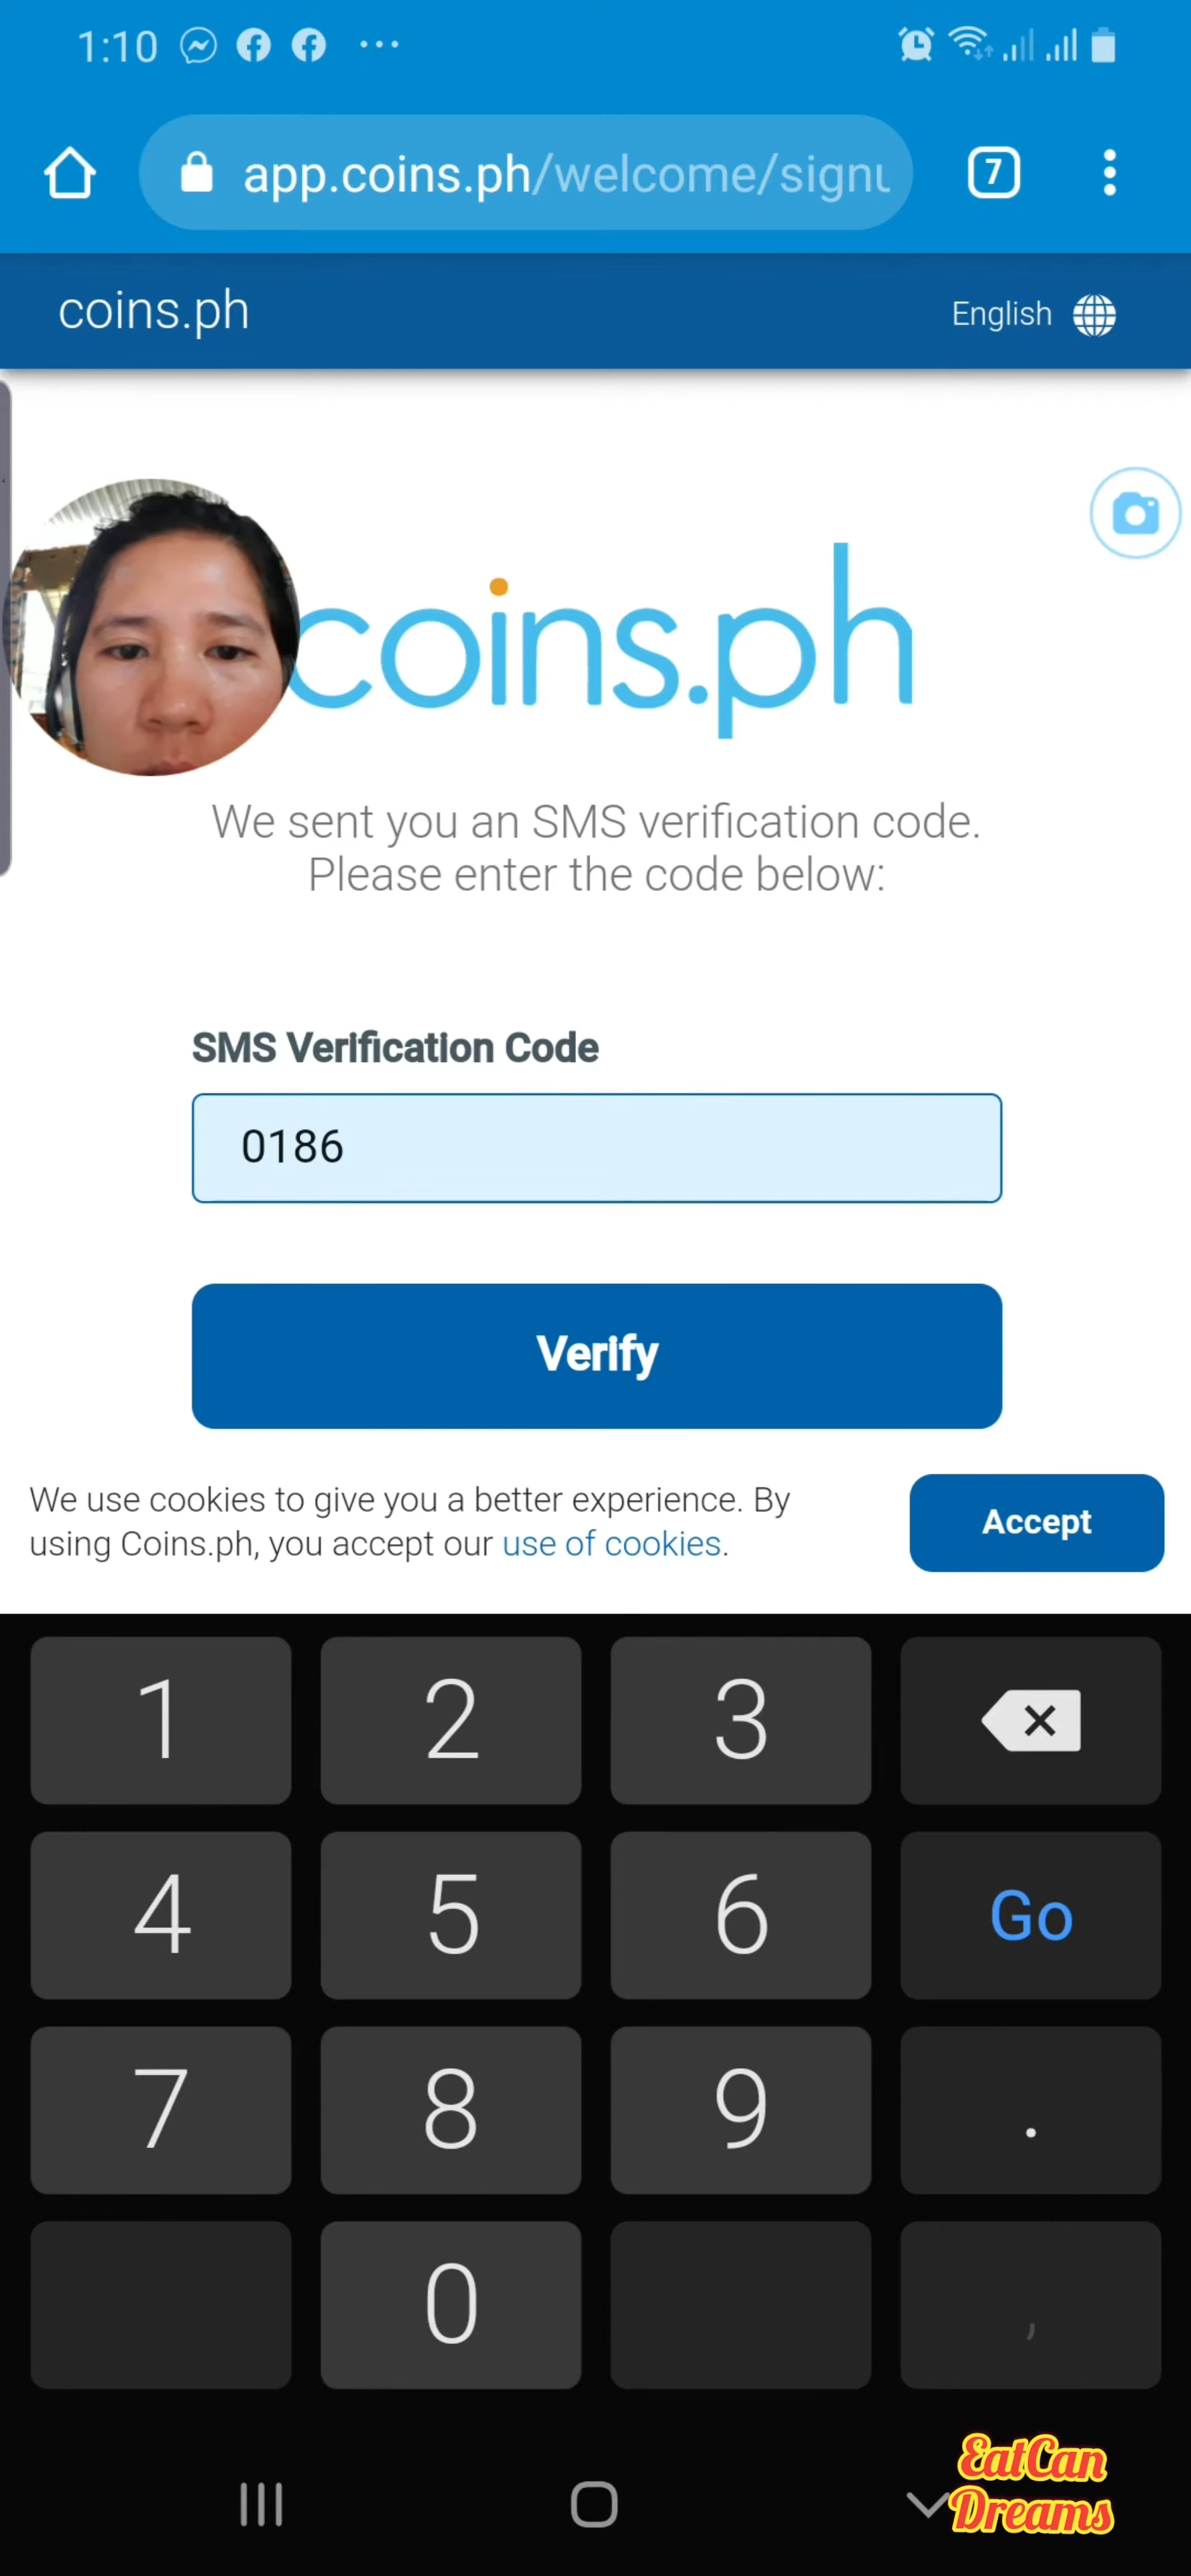 1:10
app.coins.ph/welcome/signu
7
coins.ph
English
coins.ph
We sent you an SMS verification code.
Please enter the code below:
SMS Verification Code
0186
Verify
We use cookies to give you a better experience. By
using Coins.ph, you accept our use of cookies.
Accept
1 2 3
4 5 6 Go
7 8 9 .
0 ,
EatCan
Dreams